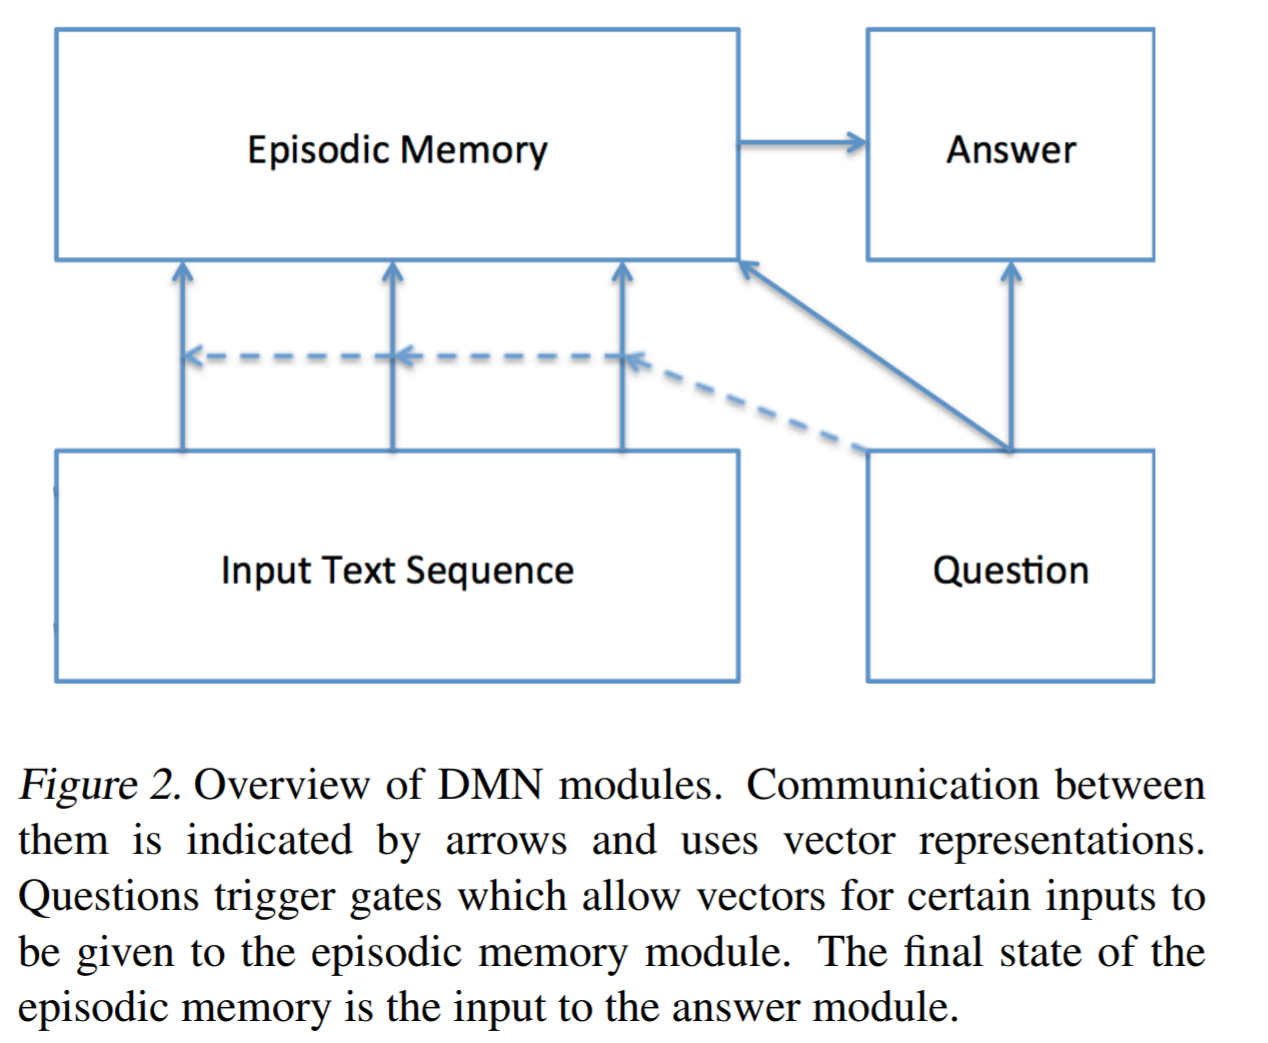 Episodic Memory
Answer
Input Text Sequence
Question
Figure 2. Overview of DMN modules. Communication between
them is indicated by arrows and uses vector representations.
Questions trigger gates which allow vectors for certain inputs to
be given to the episodic memory module. The final state of the
episodic memory is the input to the answer module.